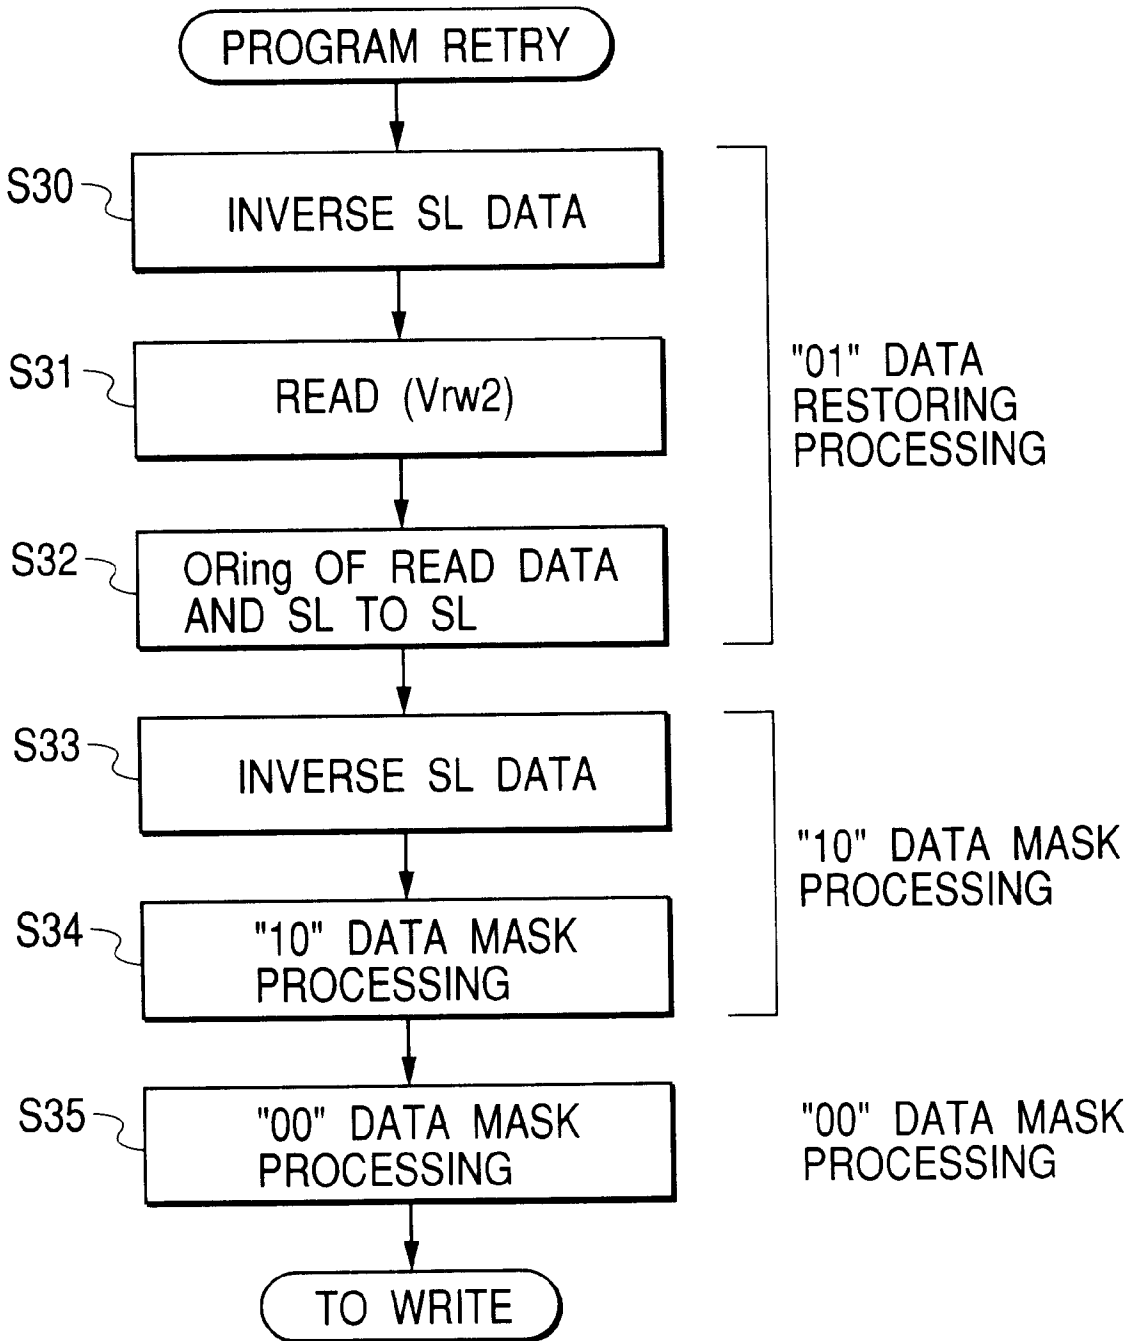 PROGRAM RETRY
S30
INVERSE SL DATA
S31
READ (Vrw2)
"01" DATA
RESTORING
PROCESSING
S32
ORing OF READ DATA
AND SL TO SL
S33
INVERSE SL DATA
"10" DATA MASK
PROCESSING
S34
"10" DATA MASK
PROCESSING
S35
"00" DATA MASK
PROCESSING
"00" DATA MASK
PROCESSING
TO WRITE